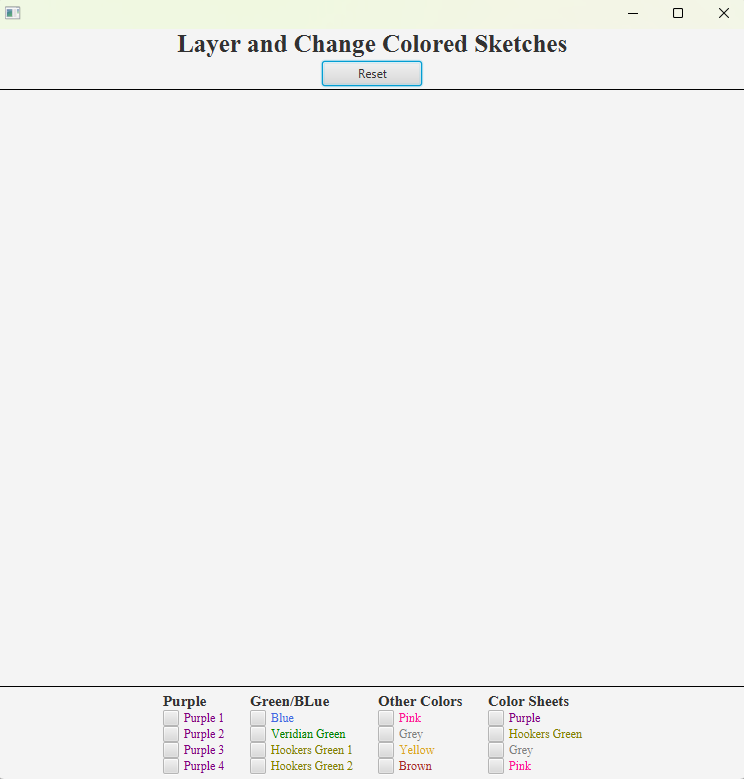 Layer and Change Colored Sketches
Reset
Purple
Purple 1
Purple 2
Purple 3
Purple 4
Green/BLue
Blue
Veridian Green
Hookers Green 1
Hookers Green 2
Other Colors
Pink
Grey
Yellow
Brown
Color Sheets
Purple
Hookers Green
Grey
Pink